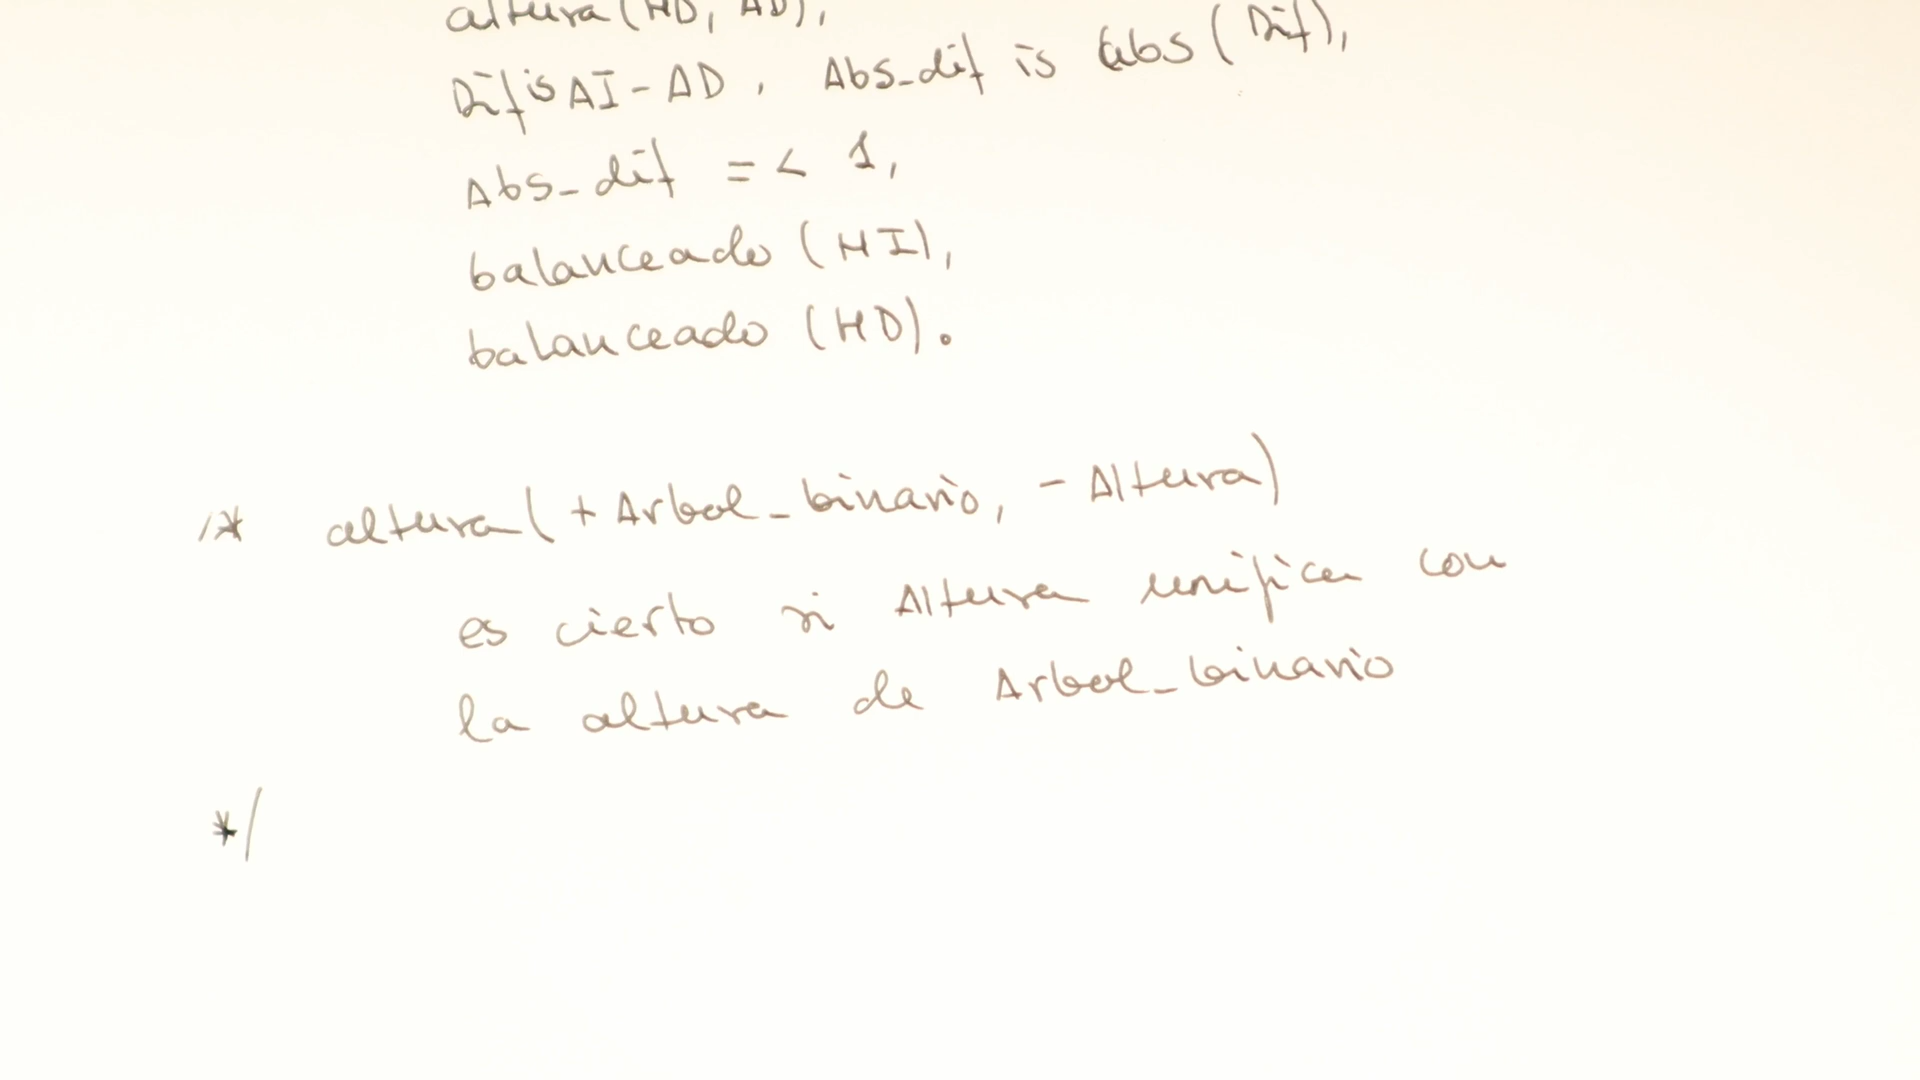 altura(HD, AD),
Dif is AI - AD, Abs_dif is abs(Dif),
Abs_dif =< 1,
balanceado (HI),
balanceado (HD).
/* altura(+Arbol_binario, -Altura)
es cierto si Altura unifica con
la altura de Arbol_binario
*/